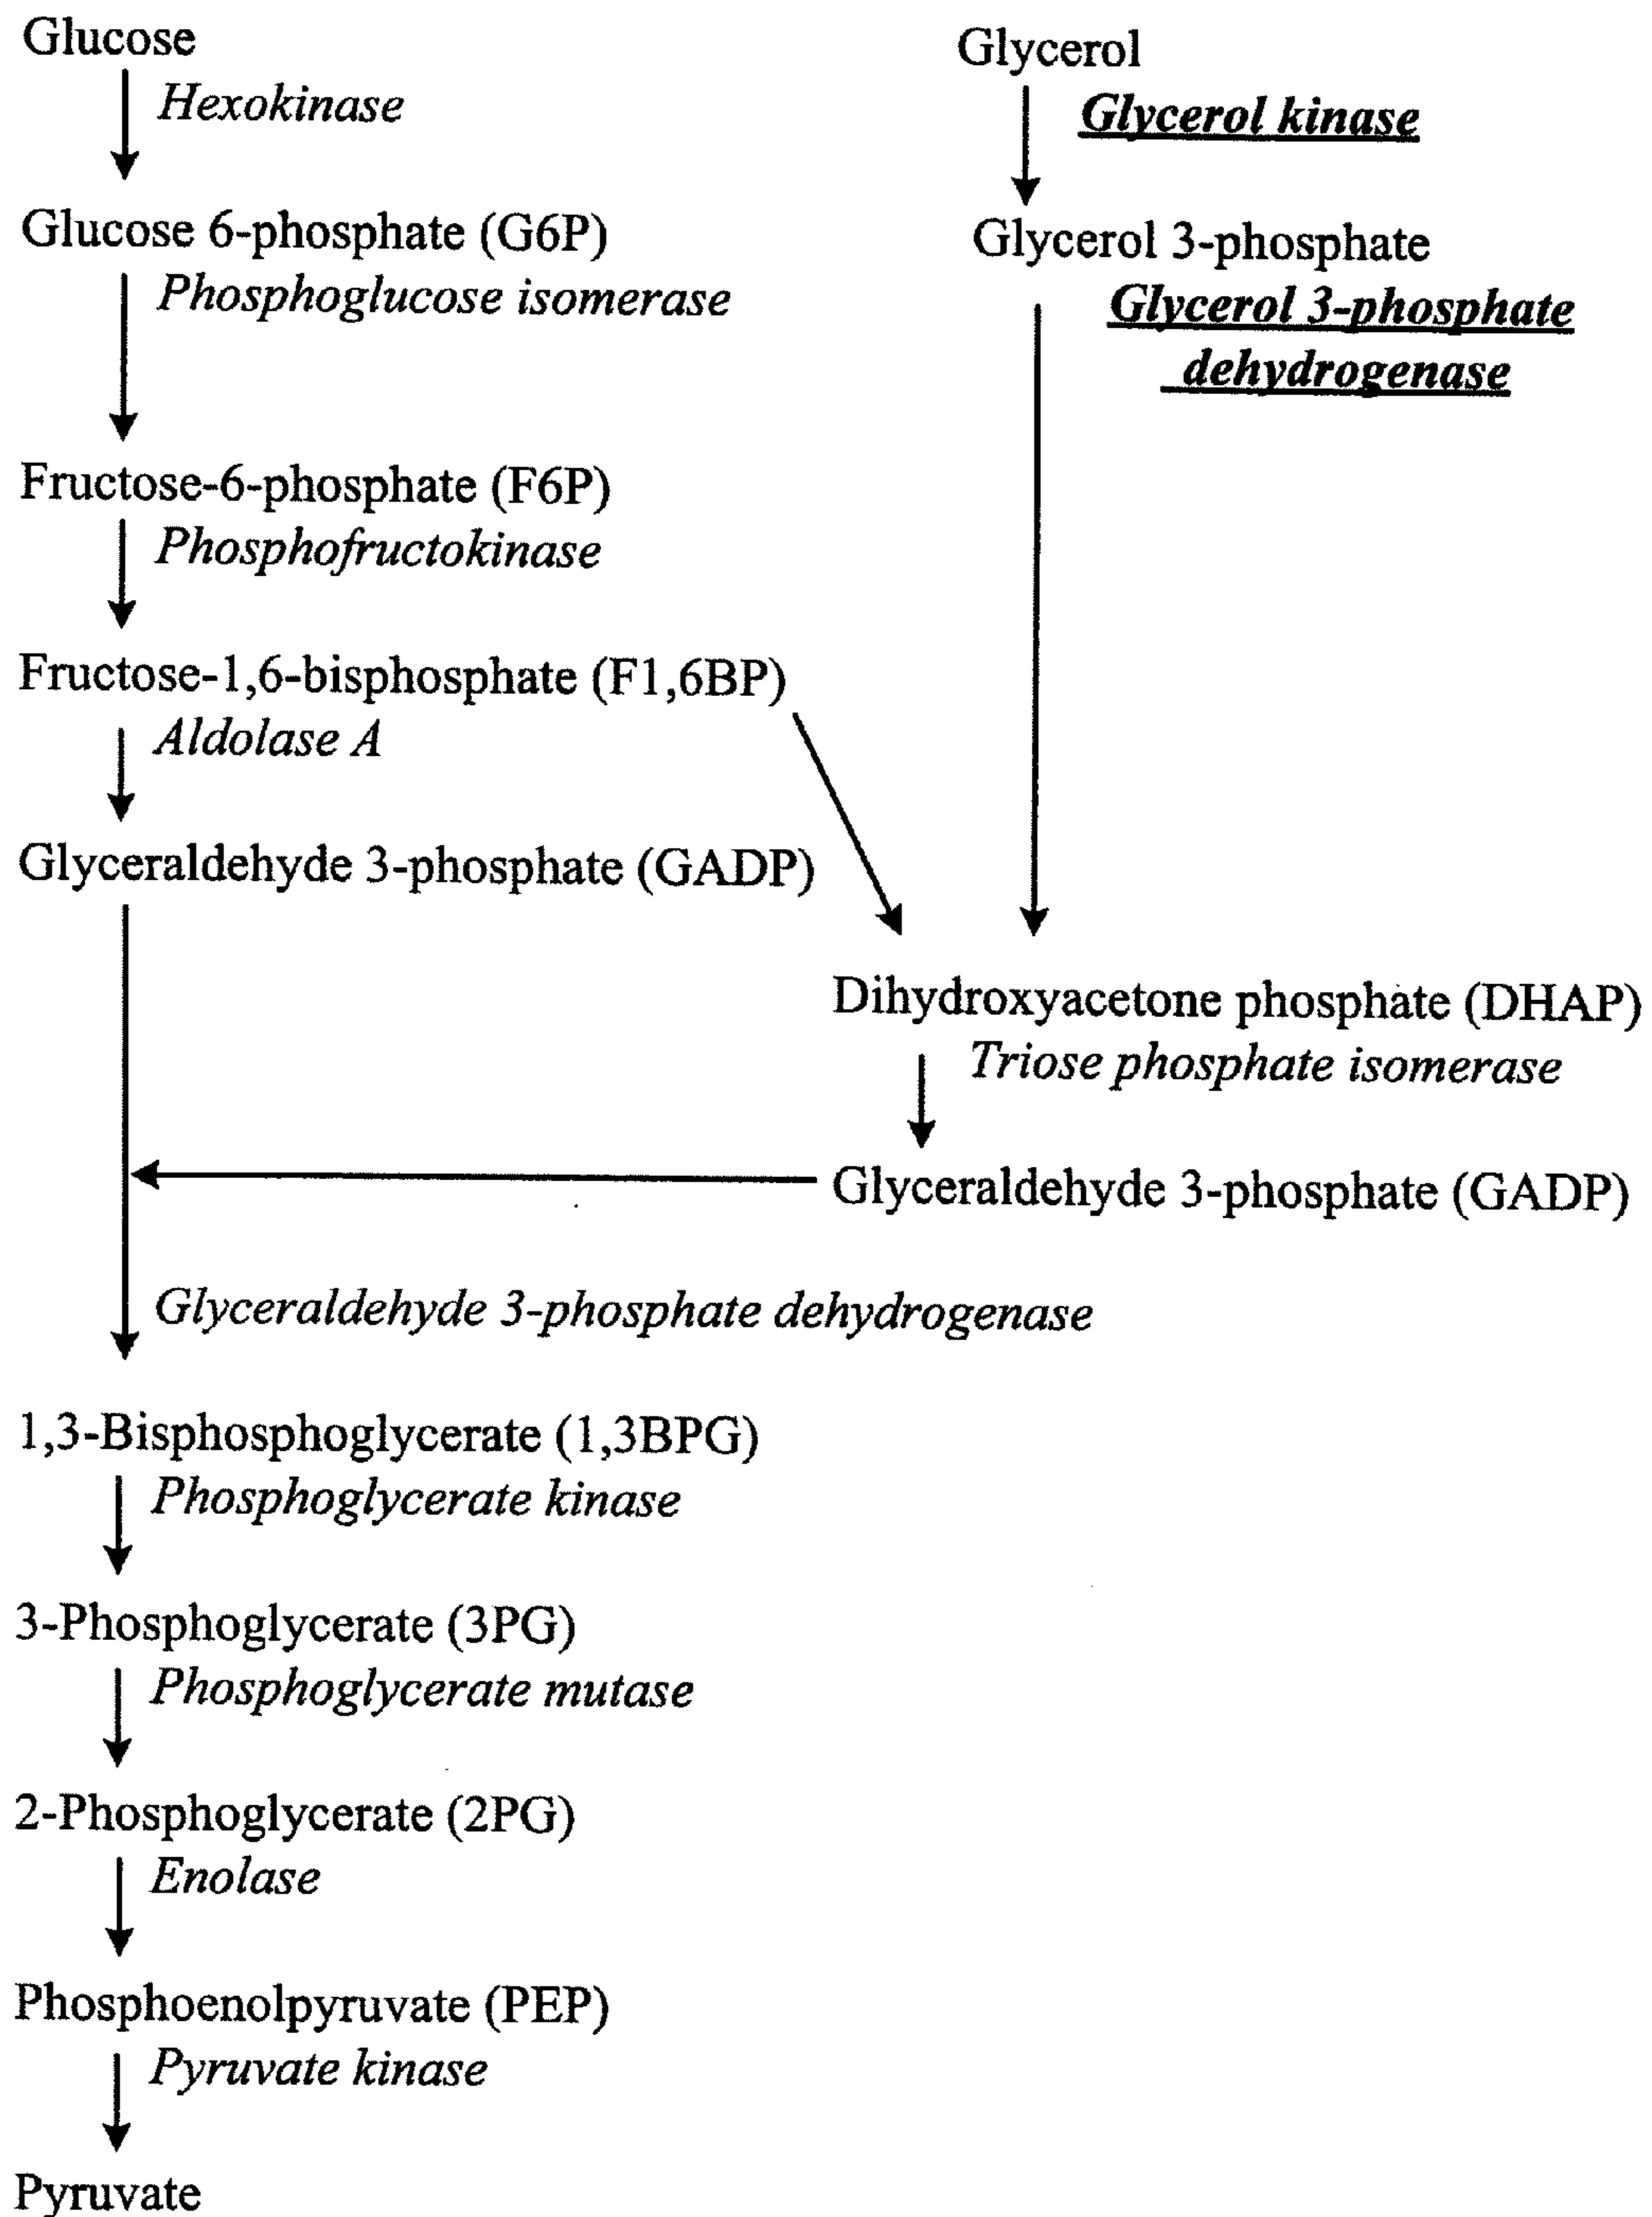 Glucose
Hexokinase
Glucose 6-phosphate (G6P)
Phosphoglucose isomerase
Fructose-6-phosphate (F6P)
Phosphofructokinase
Fructose-1,6-bisphosphate (F1,6BP)
Aldolase A
Glyceraldehyde 3-phosphate (GADP)
Glycerol
Glycerol kinase
Glycerol 3-phosphate
Glycerol 3-phosphate
dehydrogenase
Dihydroxyacetone phosphate (DHAP)
Triose phosphate isomerase
Glyceraldehyde 3-phosphate (GADP)
Glyceraldehyde 3-phosphate dehydrogenase
1,3-Bisphosphoglycerate (1,3BPG)
Phosphoglycerate kinase
3-Phosphoglycerate (3PG)
Phosphoglycerate mutase
2-Phosphoglycerate (2PG)
Enolase
Phosphoenolpyruvate (PEP)
Pyruvate kinase
Pyruvate